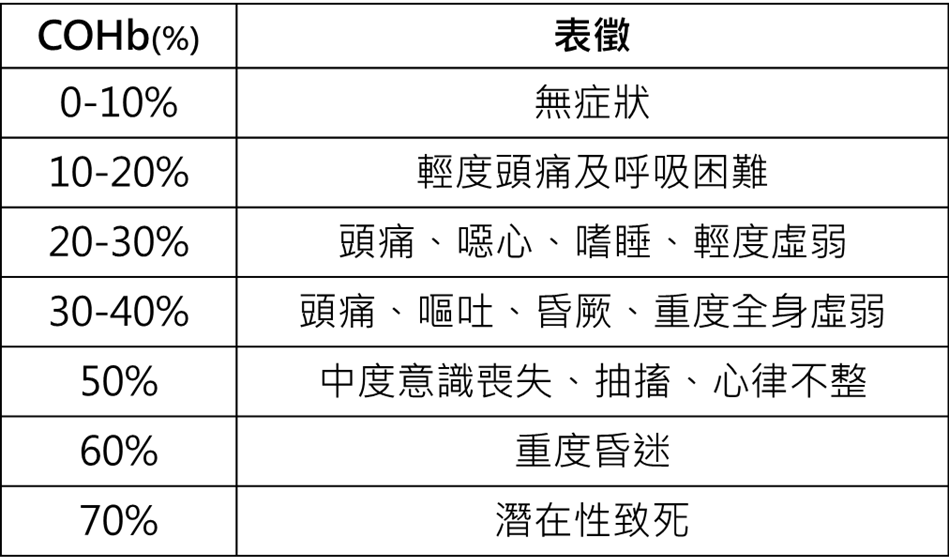 COHb(%) 表徵
0-10% 無症狀
10-20% 輕度頭痛及呼吸困難
20-30% 頭痛、噁心、嗜睡、輕度虛弱
30-40% 頭痛、嘔吐、昏厥、重度全身虛弱
50% 中度意識喪失、抽搐、心律不整
60% 重度昏迷
70% 潛在性致死